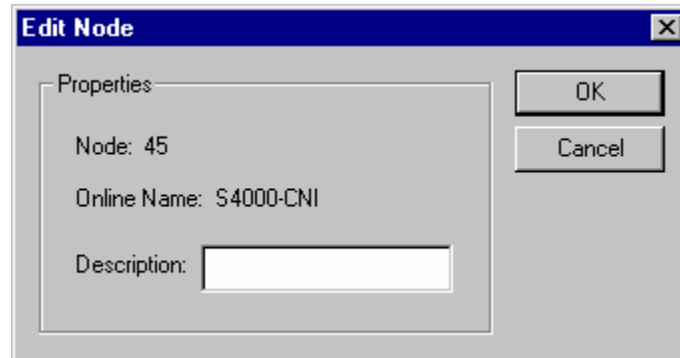 Edit Node
Properties
OK
Node: 45
Cancel
Online Name: S4000-CNI
Description: